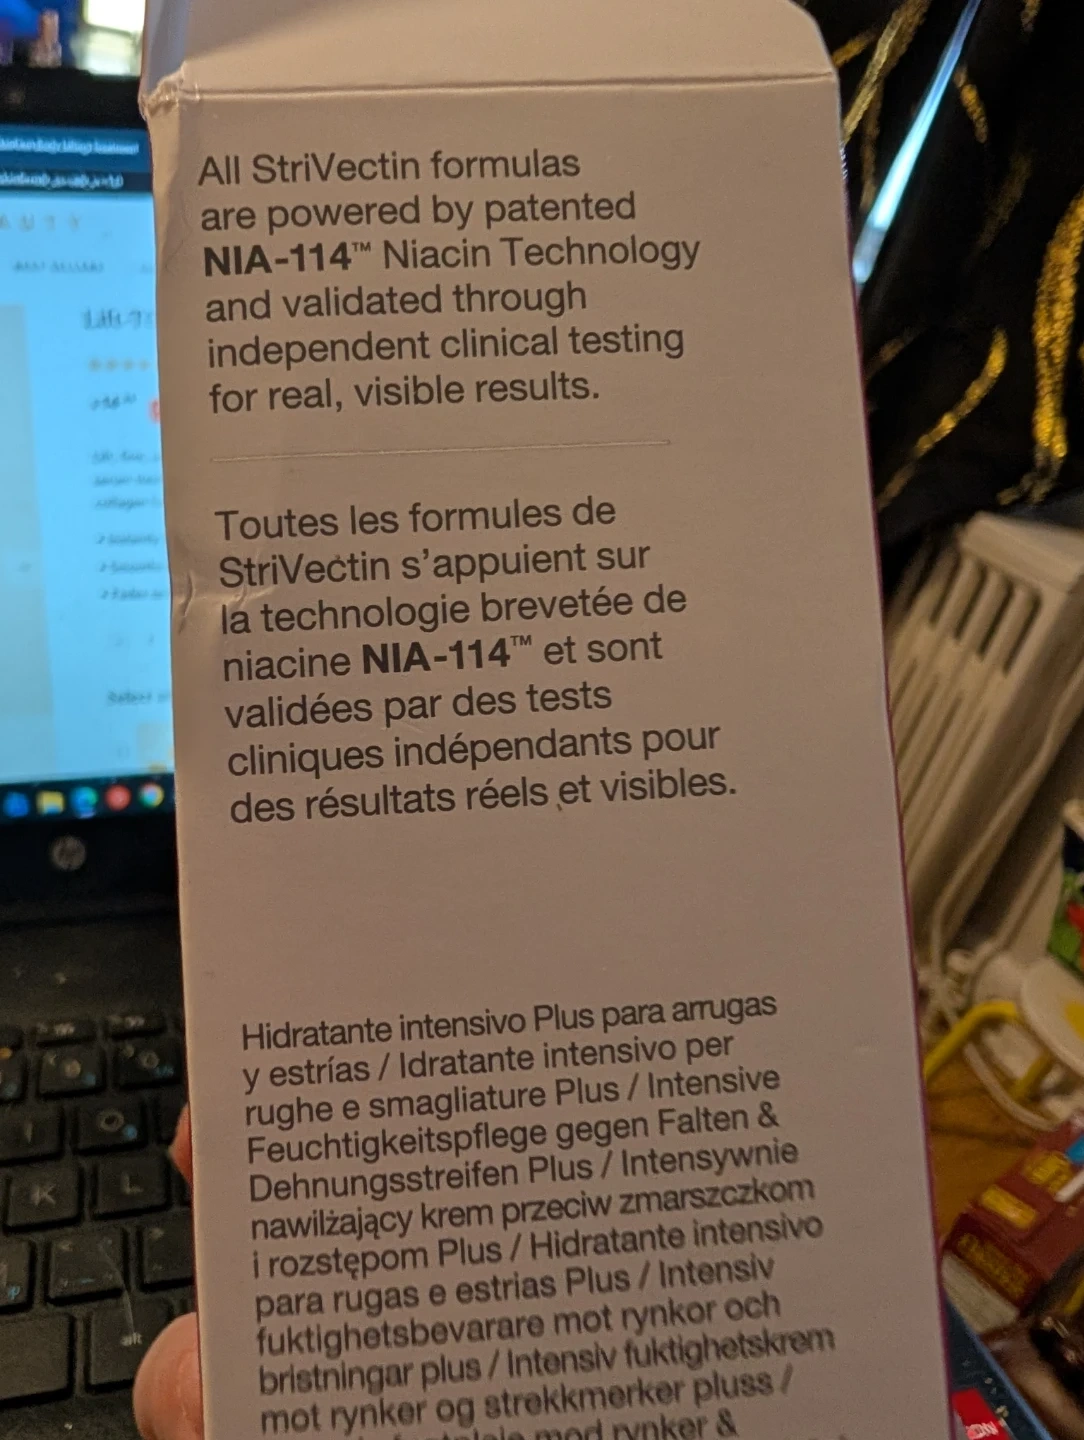 All StriVectin formulas
are powered by patented
NIA-114™ Niacin Technology
and validated through
independent clinical testing
for real, visible results.
Toutes les formules de
StriVectin s'appuient sur
la technologie brevetée de
niacine NIA-114™ et sont
validées par des tests
cliniques indépendants pour
des résultats réels et visibles.
Hidratante intensivo Plus para arrugas
y estrías / Idratante intensivo per
rughe e smagliature Plus / Intensive
Feuchtigkeitspflege gegen Falten &
Dehnungsstreifen Plus / Intensywnie
nawilżający krem przeciw zmarszczkom
i rozstępom Plus / Hidratante intensivo
para rugas e estrias Plus / Intensiv
fuktighetsbevarare mot rynkor och
bristningar plus / Intensiv fuktighetskrem
mot rynker og strekkmerker pluss /
mod rynker &
hp
K
L
alt